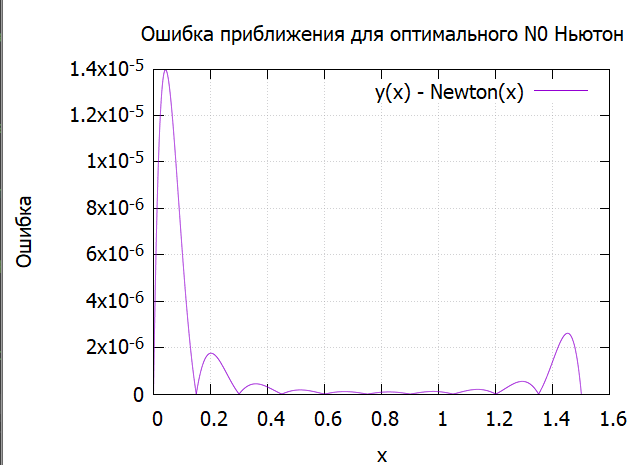 Ошибка приближения для оптимального N0 Ньютон
y(x) - Newton(x)
1.4x10⁻⁵
1.2x10⁻⁵
1x10⁻⁵
8x10⁻⁶
6x10⁻⁶
4x10⁻⁶
2x10⁻⁶
0
Ошибка
0 0.2 0.4 0.6 0.8 1 1.2 1.4 1.6
x